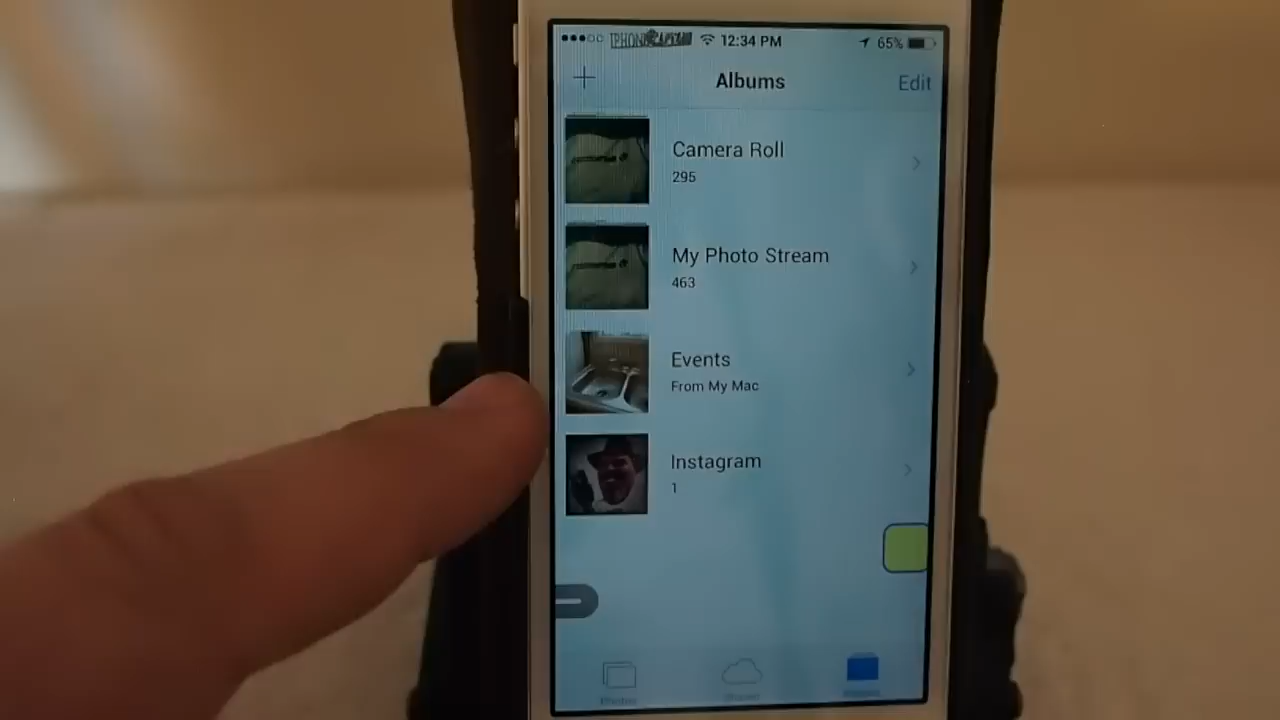 12:34 PM
65%
Albums
Edit
Camera Roll
295
My Photo Stream
463
Events
From My Mac
Instagram
1
Photos